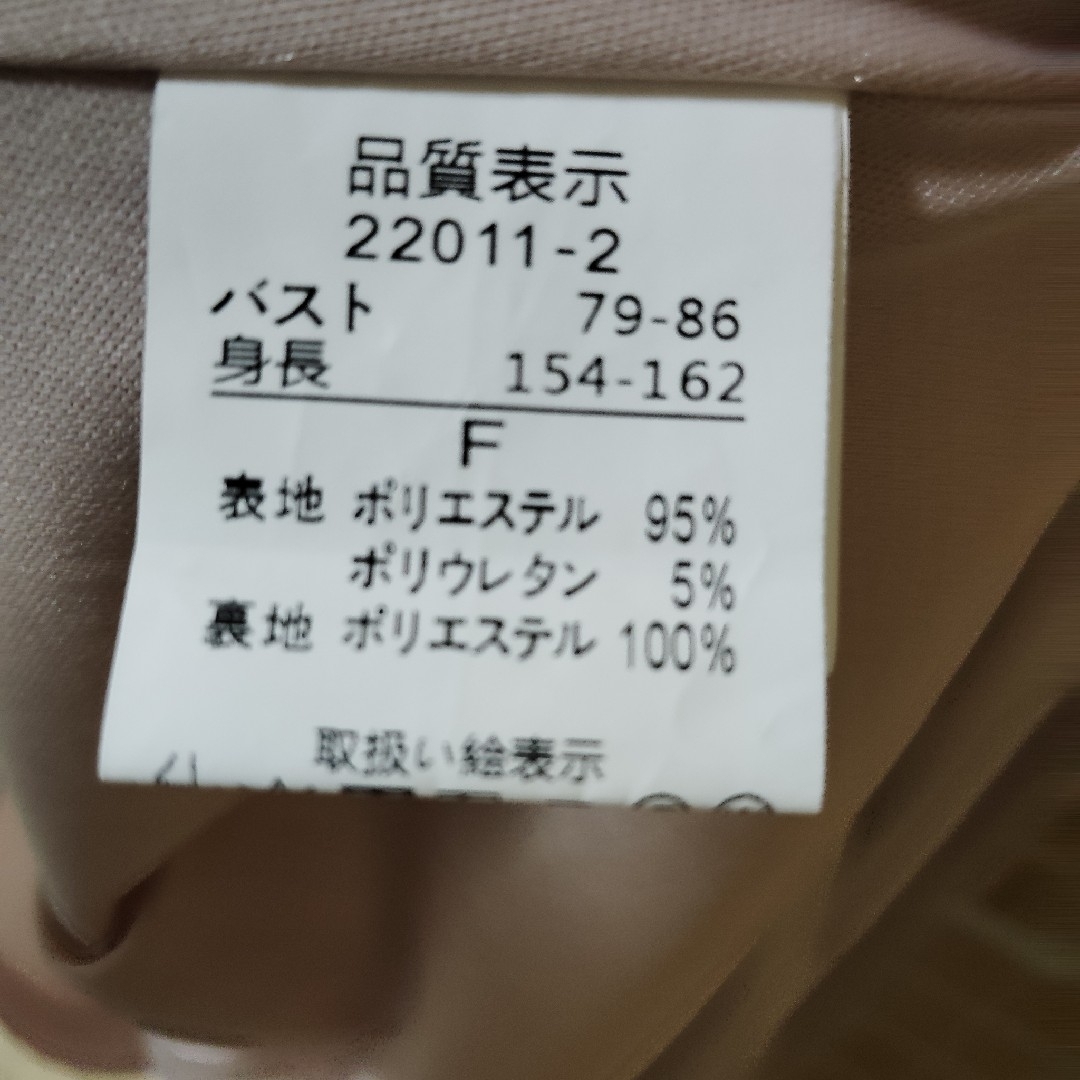 品質表示
22011-2
バスト 79-86
身長 154-162
F
表地 ポリエステル 95%
ポリウレタン 5%
裏地 ポリエステル 100%
取扱い絵表示